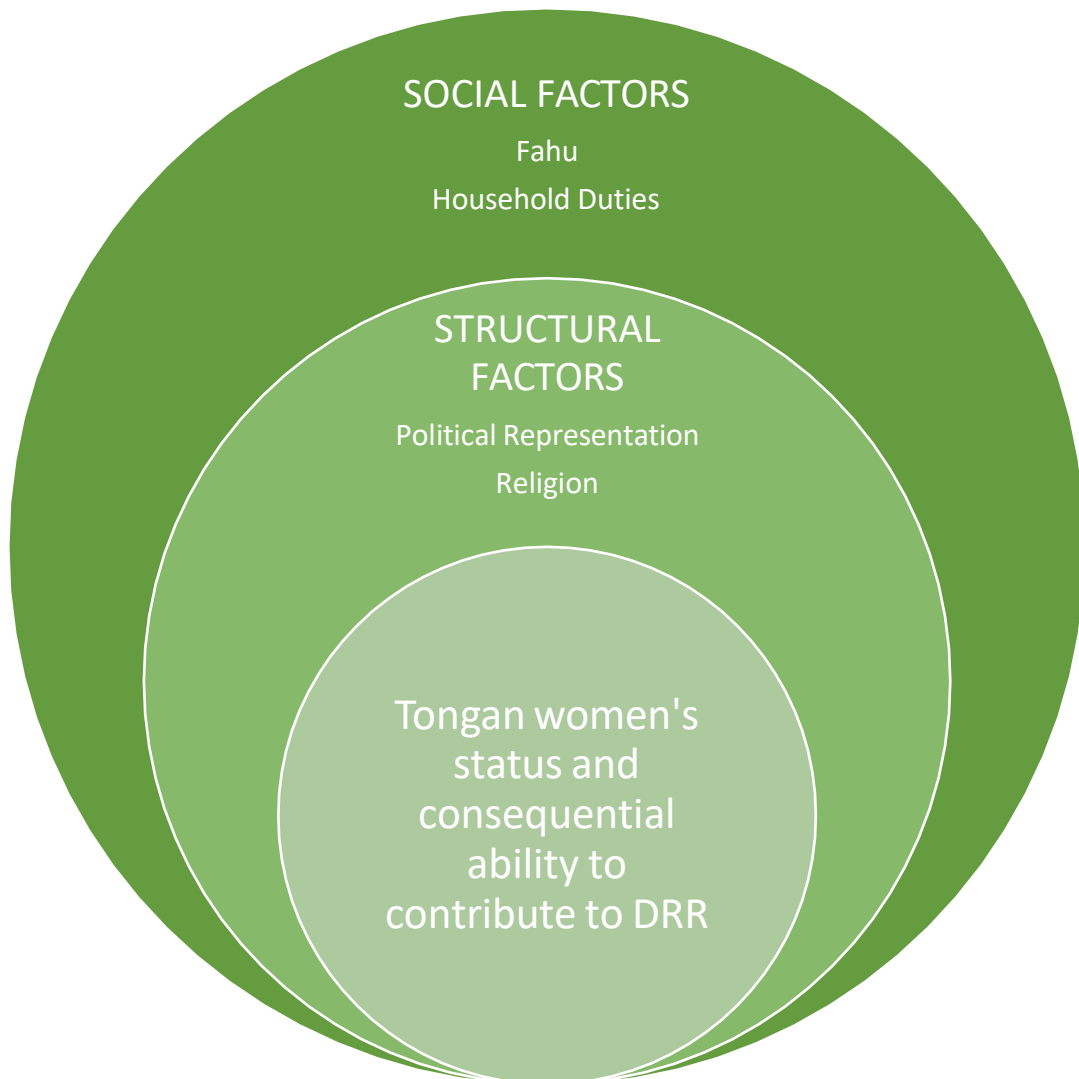 SOCIAL FACTORS
Fahu
Household Duties
STRUCTURAL
FACTORS
Political Representation
Religion
Tongan women's
status and
consequential
ability to
contribute to DRR